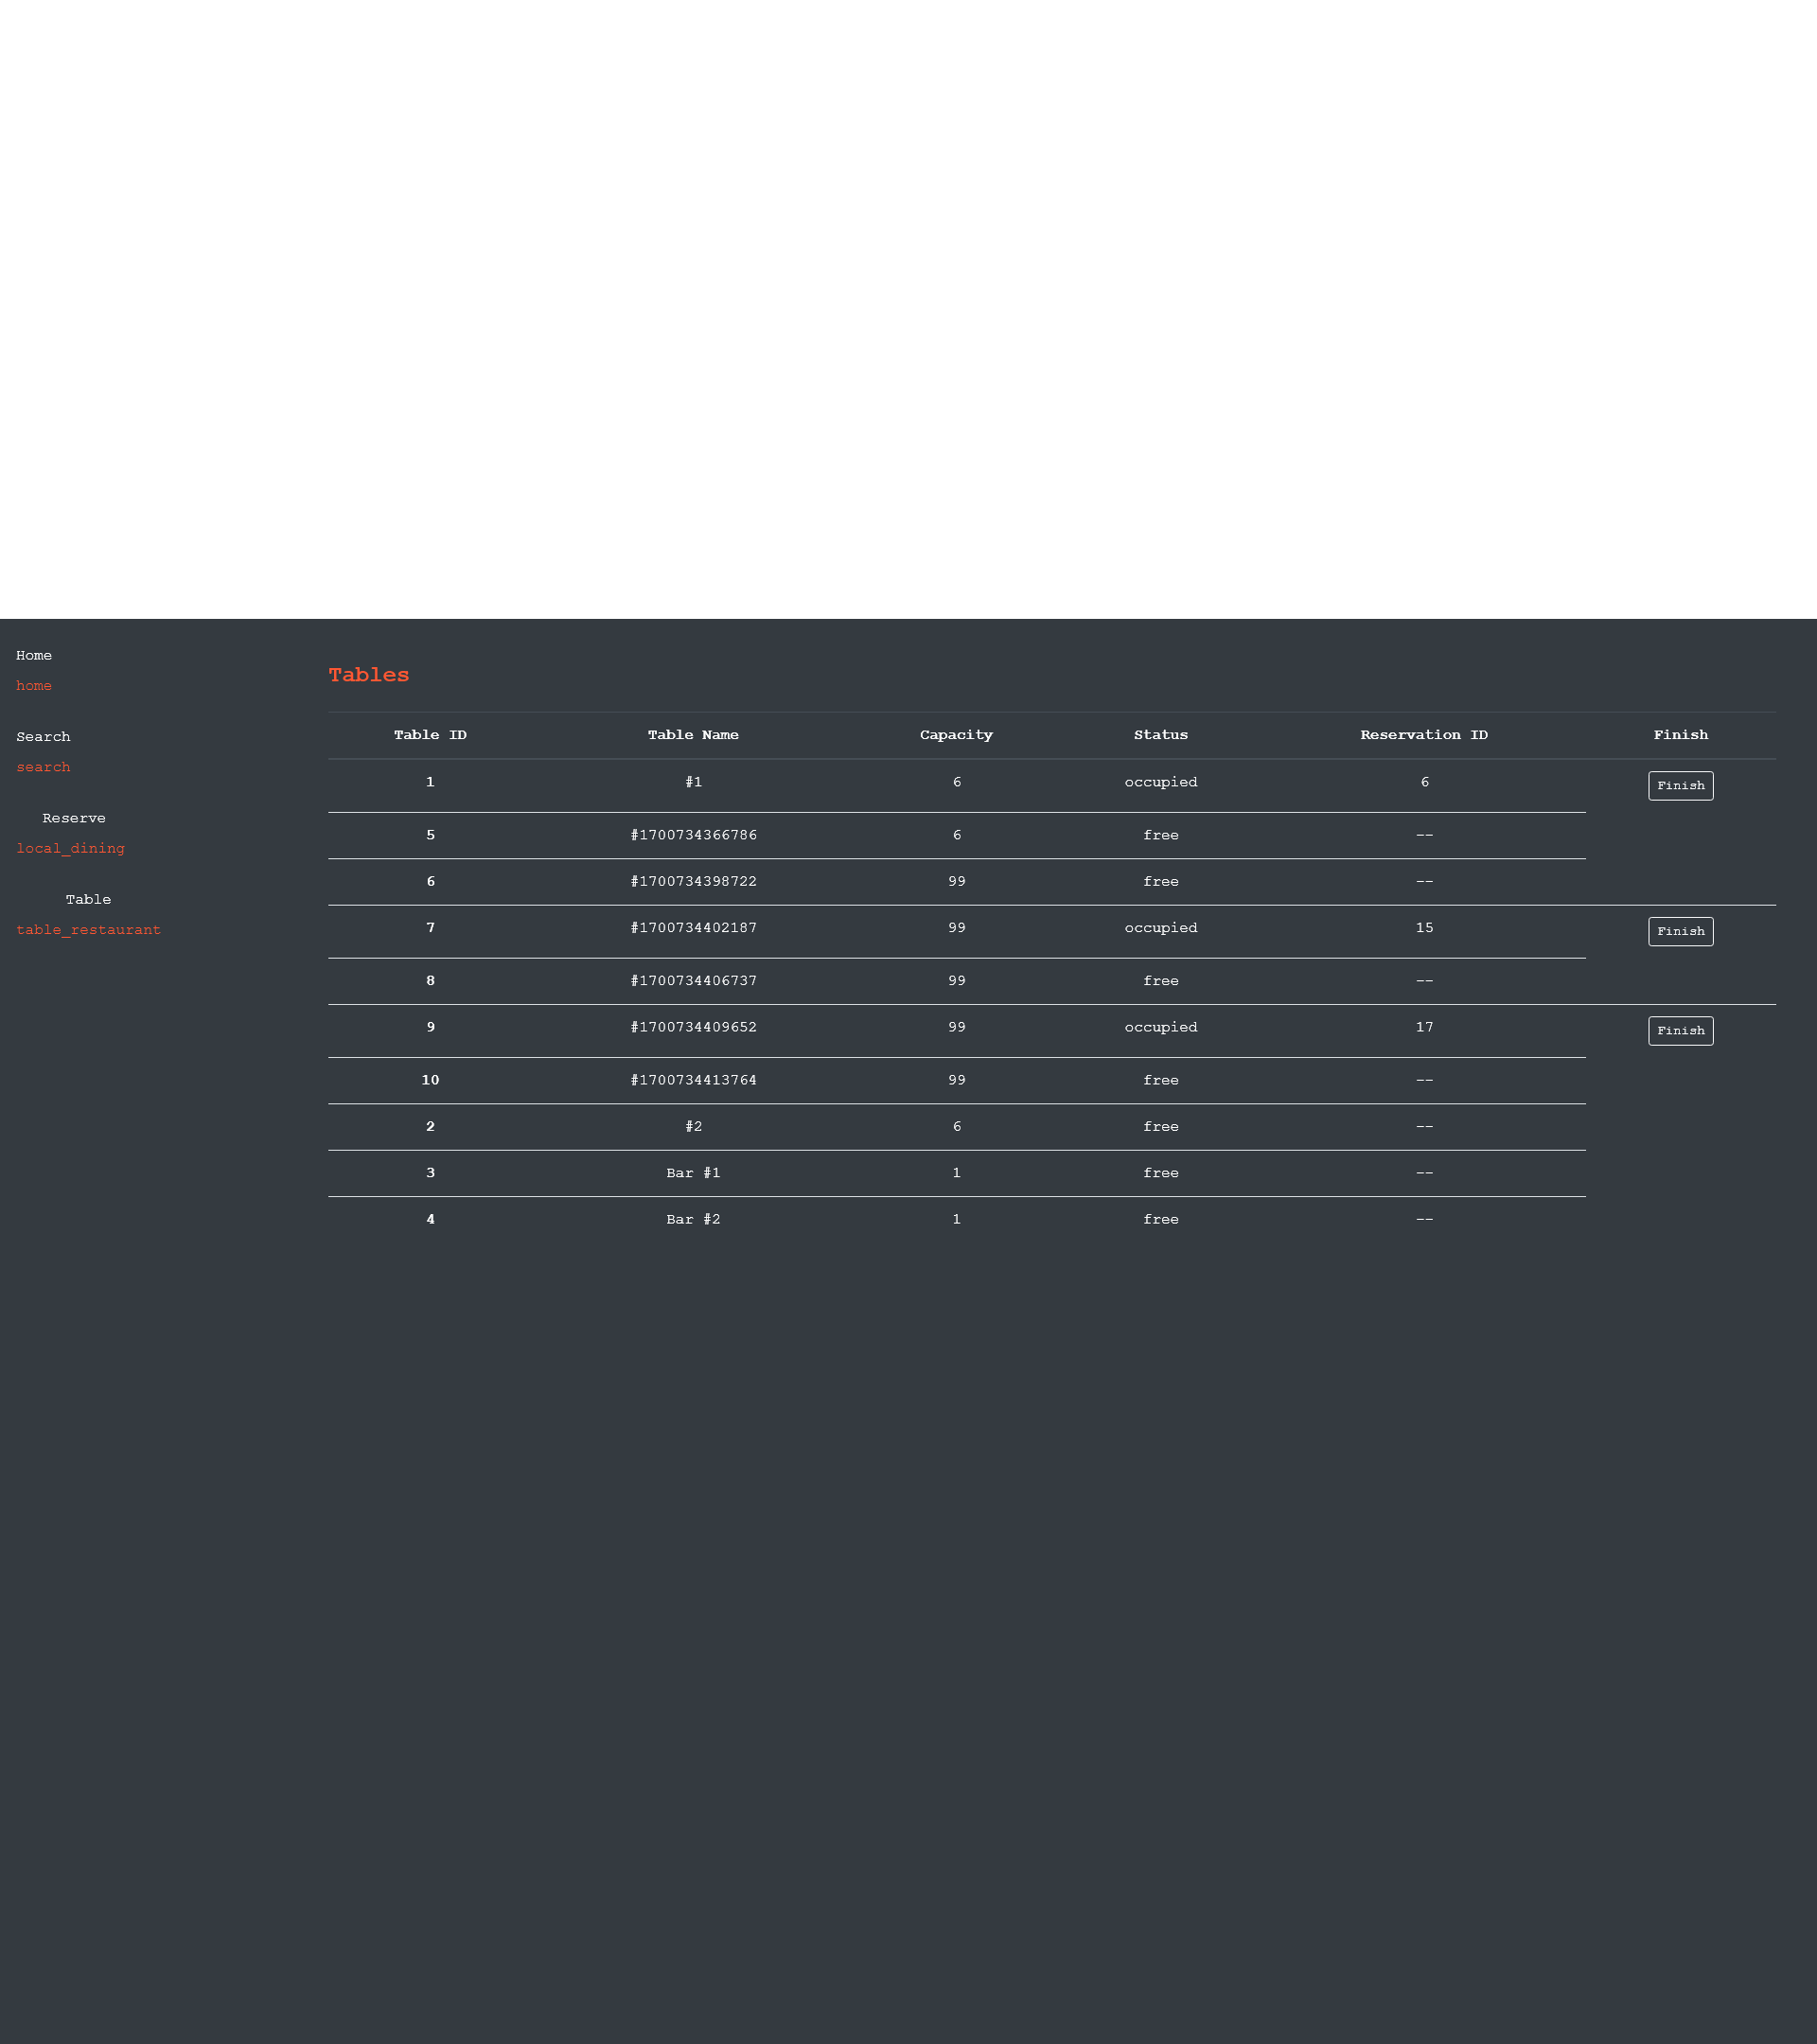 Home
home
Search
search
Reserve
local_dining
Table
table_restaurant
Tables
Table ID Table Name Capacity Status Reservation ID Finish
1 #1 6 occupied 6 Finish
5 #1700734366786 6 free --
6 #1700734398722 99 free --
7 #1700734402187 99 occupied 15 Finish
8 #1700734406737 99 free --
9 #1700734409652 99 occupied 17 Finish
10 #1700734413764 99 free --
2 #2 6 free --
3 Bar #1 1 free --
4 Bar #2 1 free --